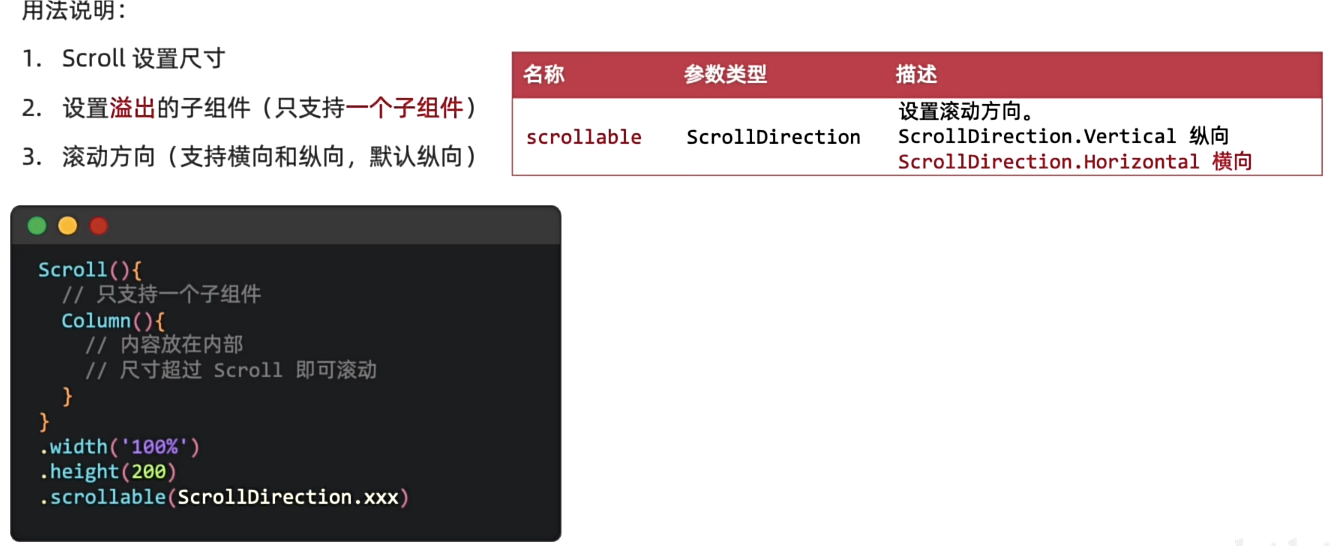 用法说明：
1. Scroll 设置尺寸
2. 设置溢出的子组件（只支持一个子组件）
3. 滚动方向（支持横向和纵向，默认纵向）
名称 参数类型 描述
设置滚动方向。
scrollable ScrollDirection ScrollDirection.Vertical 纵向
ScrollDirection.Horizontal 横向
Scroll(){
// 只支持一个子组件
Column(){
// 内容放在内部
// 尺寸超过 Scroll 即可滚动
}
}
.width('100%')
.height(200)
.scrollable(ScrollDirection.xxx)